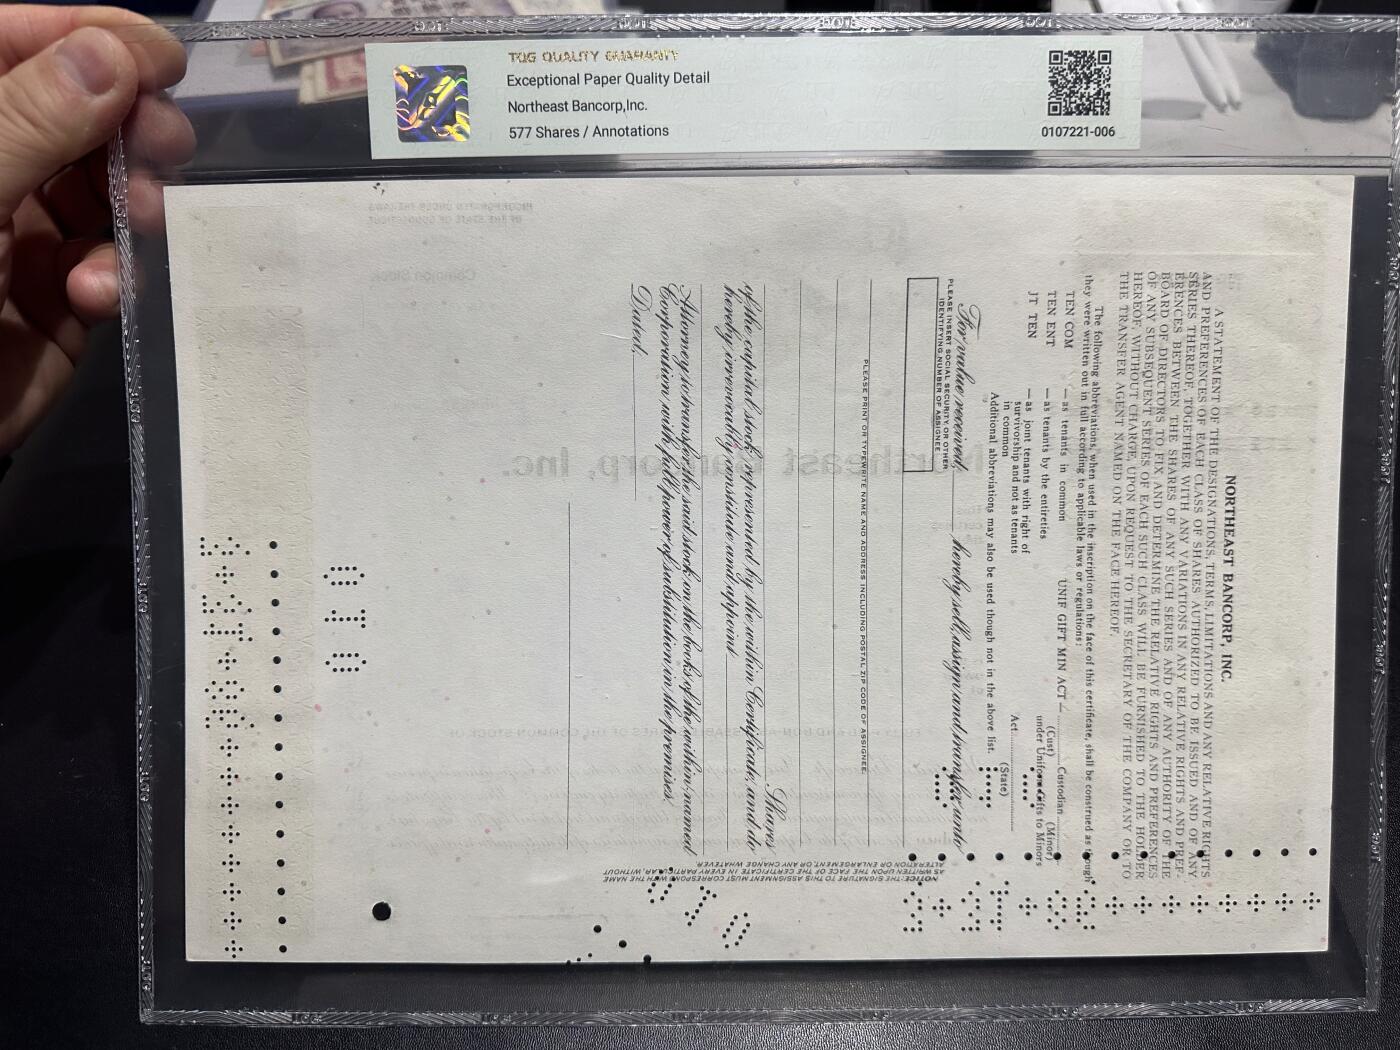 TQG QUALITY GUARANTY
Exceptional Paper Quality Detail
Northeast Bancorp,Inc.
577 Shares / Annotations
0107221-006
NORTHEAST BANCORP, INC.
A STATEMENT OF THE DESIGNATIONS, TERMS, LIMITATIONS AND ANY RELATIVE RIGHTS
AND PREFERENCES OF EACH CLASS OF SHARES AUTHORIZED TO BE ISSUED AND OF ANY
SERIES THEREOF, TOGETHER WITH ANY VARIATIONS IN ANY RELATIVE RIGHTS AND PREF-
ERENCES BETWEEN THE SHARES OF ANY SUCH SERIES AND OF ANY AUTHORITY OF THE
BOARD OF DIRECTORS TO FIX AND DETERMINE THE RELATIVE RIGHTS AND PREFERENCES
OF ANY SUBSEQUENT SERIES OF EACH SUCH CLASS WILL BE FURNISHED TO THE HOLDER
HEREOF, WITHOUT CHARGE, UPON REQUEST TO THE SECRETARY OF THE COMPANY OR TO
THE TRANSFER AGENT NAMED ON THE FACE HEREOF.
The following abbreviations, when used in the inscription on the face of this certificate, shall be construed as though
they were written out in full according to applicable laws or regulations:
TEN COM — as tenants in common UNIF GIFT MIN ACT — Custodian
(Cust) (Minor)
TEN ENT — as tenants by the entireties under Uniform Gifts to Minors
JT TEN — as joint tenants with right of
survivorship and not as tenants
in common
Act
(State)
Additional abbreviations may also be used though not in the above list.
For value received, hereby sell, assign and transfer unto
PLEASE INSERT SOCIAL SECURITY OR OTHER
IDENTIFYING NUMBER OF ASSIGNEE
PLEASE PRINT OR TYPEWRITE NAME AND ADDRESS INCLUDING POSTAL ZIP CODE OF ASSIGNEE
Shares
of the capital stock represented by the within Certificate, and do
hereby irrevocably constitute and appoint
Attorney to transfer the said stock on the books of the within-named
Corporation with full power of substitution in the premises.
Dated,
NOTICE: THE SIGNATURE TO THIS ASSIGNMENT MUST CORRESPOND WITH THE NAME
AS WRITTEN UPON THE FACE OF THE CERTIFICATE IN EVERY PARTICULAR, WITHOUT
ALTERATION OR ENLARGEMENT, OR ANY CHANGE WHATEVER
010
010